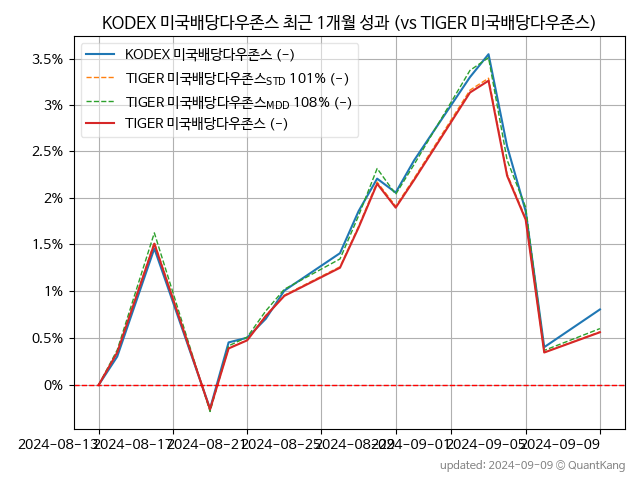 KODEX 미국배당다우존스 최근 1개월 성과 (vs TIGER 미국배당다우존스)
KODEX 미국배당다우존스 (-)
TIGER 미국배당다우존스STD 101% (-)
TIGER 미국배당다우존스MDD 108% (-)
TIGER 미국배당다우존스 (-)
3.5%
3%
2.5%
2%
1.5%
1%
0.5%
0%
2024-08-13 2024-08-17 2024-08-21 2024-08-25 2024-08-29 2024-09-01 2024-09-05 2024-09-09
updated: 2024-09-09 © QuantKang